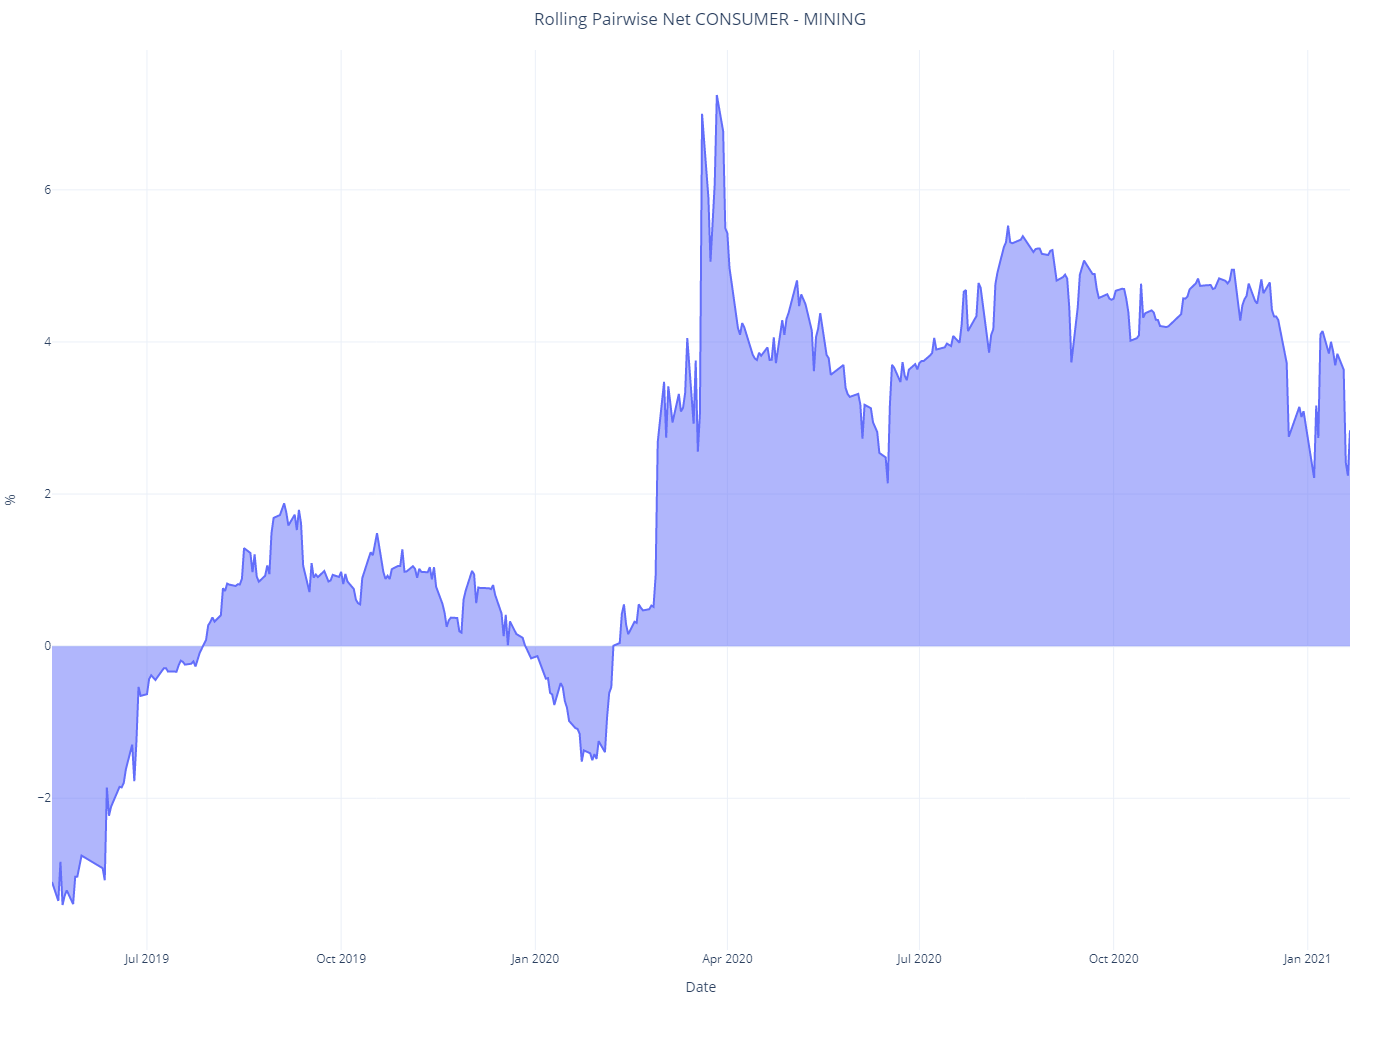 Rolling Pairwise Net CONSUMER - MINING
6
4
2
0
−2
%
Jul 2019
Oct 2019
Jan 2020
Apr 2020
Jul 2020
Oct 2020
Jan 2021
Date